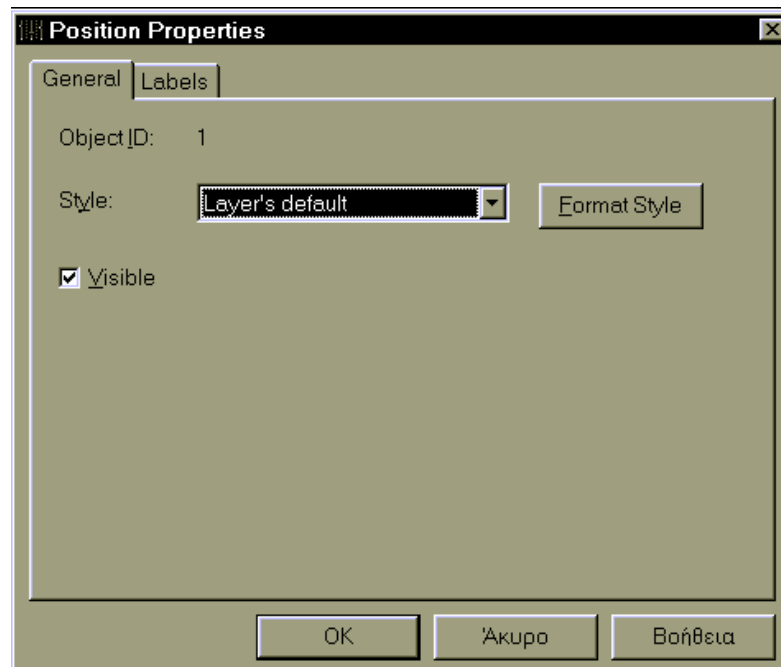 Position Properties
General Labels
Object ID: 1
Style: Layer's default Format Style
Visible
OK Άκυρο Βοήθεια